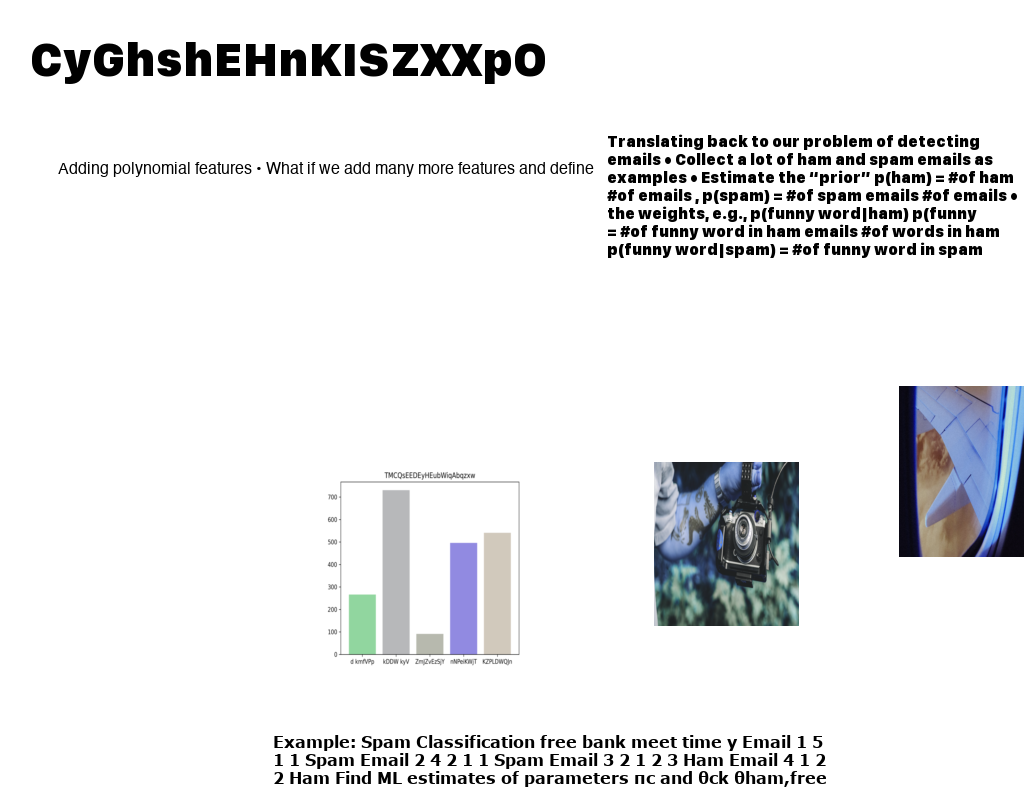 CyGhshEHnKISZXXpO
Adding polynomial features • What if we add many more features and define
Translating back to our problem of detecting
emails • Collect a lot of ham and spam emails as
examples • Estimate the “prior” p(ham) = #of ham
#of emails , p(spam) = #of spam emails #of emails •
the weights, e.g., p(funny word|ham) p(funny
= #of funny word in ham emails #of words in ham
p(funny word|spam) = #of funny word in spam
TMCQsEEDEyHEubWiqAbqzxw
700
600
500
400
300
200
100
0
d kmfVPp kDDW kyV ZmJZvEzSjY nNPeiKWjT KZPLDWQJn
Example: Spam Classification free bank meet time y Email 1 5
1 1 Spam Email 2 4 2 1 1 Spam Email 3 2 1 2 3 Ham Email 4 1 2
2 Ham Find ML estimates of parameters πc and θck θham,free